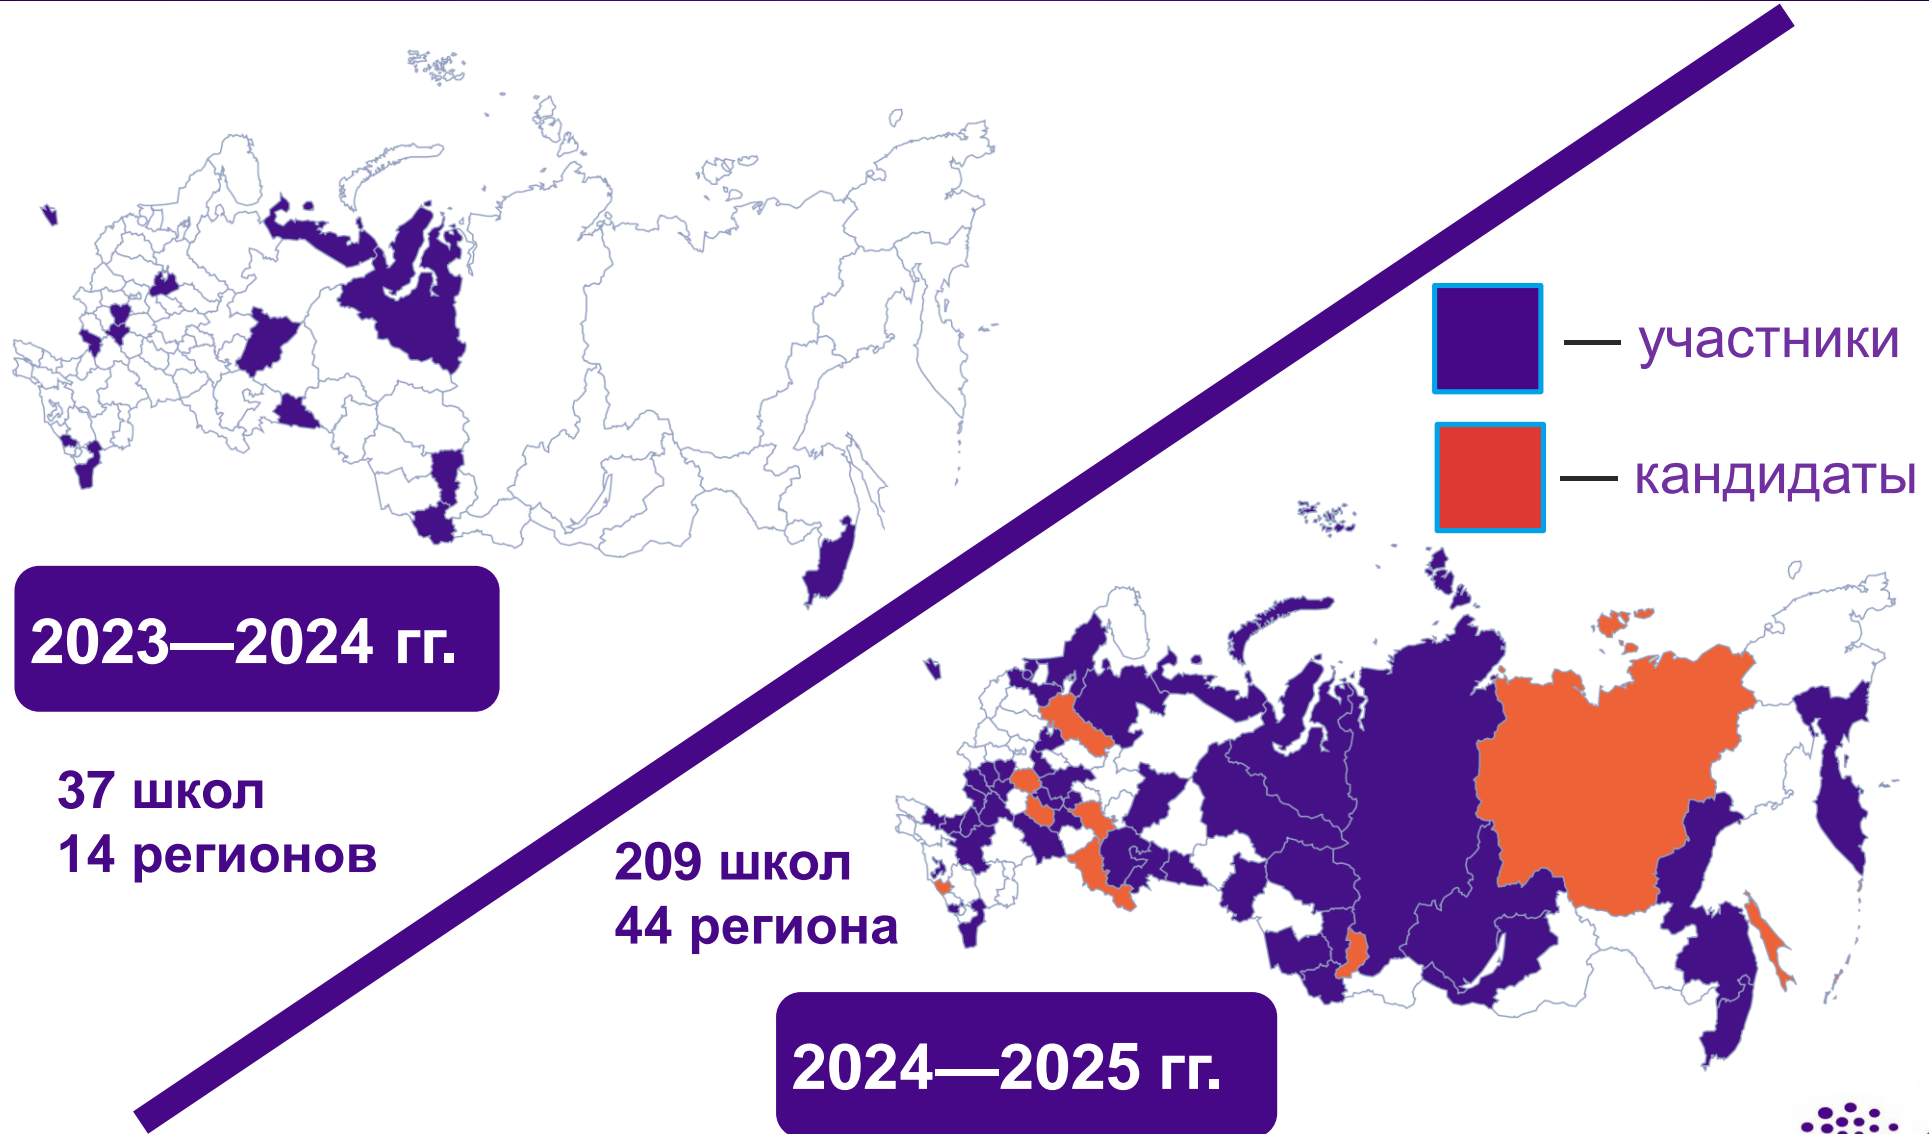 2023—2024 гг.
37 школ
14 регионов
— участники
— кандидаты
209 школ
44 региона
2024—2025 гг.